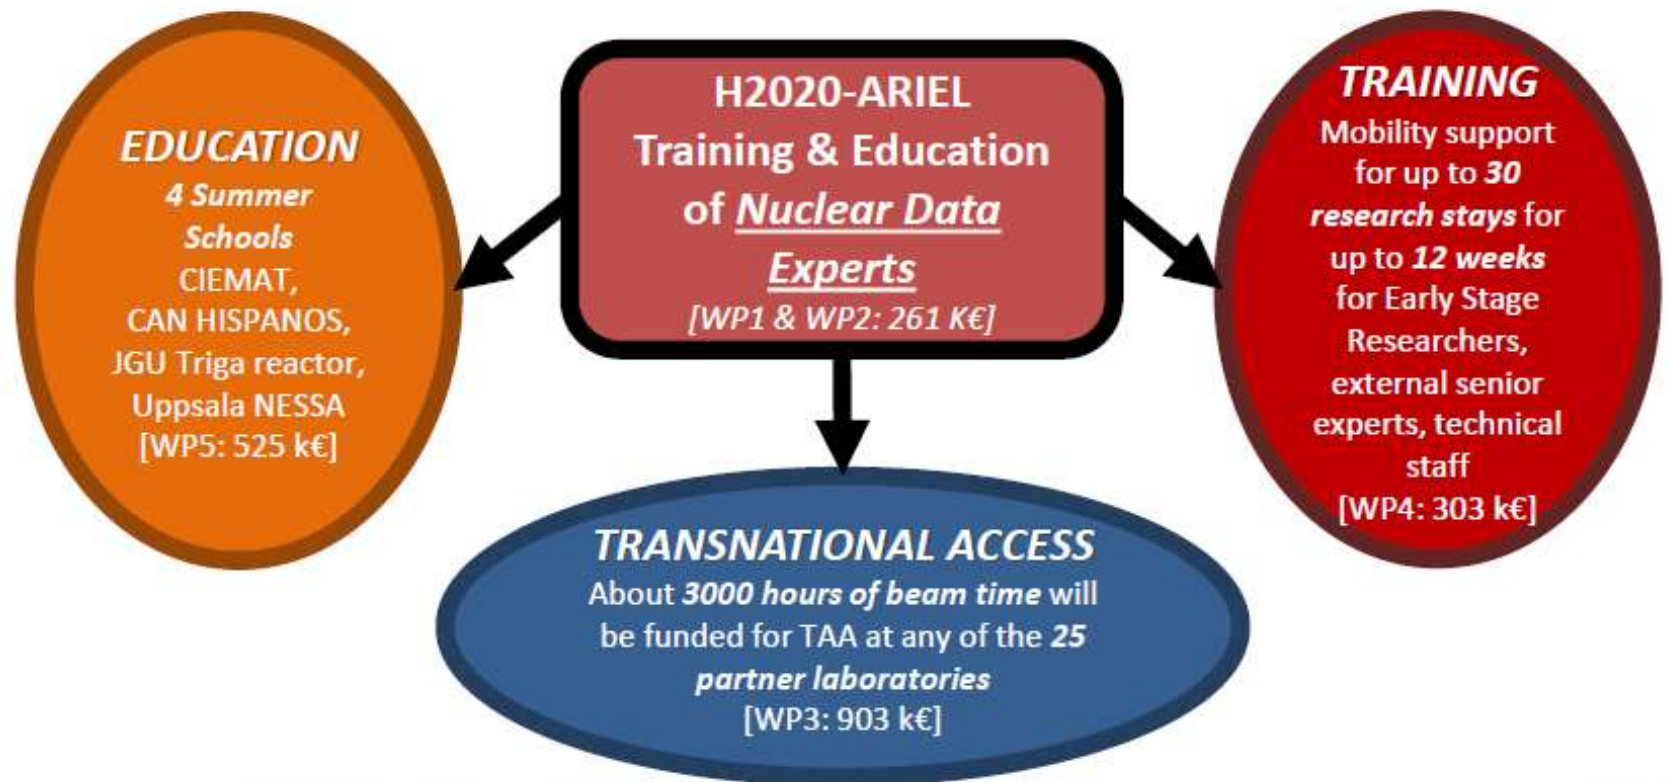 H2020-ARIEL
Training & Education
of Nuclear Data
Experts
[WP1 & WP2: 261 K€]
EDUCATION
4 Summer
Schools
CIEMAT,
CAN HISPANOS,
JGU Triga reactor,
Uppsala NESSA
[WP5: 525 k€]
TRAINING
Mobility support
for up to 30
research stays for
up to 12 weeks
for Early Stage
Researchers,
external senior
experts, technical
staff
[WP4: 303 k€]
TRANSNATIONAL ACCESS
About 3000 hours of beam time will
be funded for TAA at any of the 25
partner laboratories
[WP3: 903 k€]